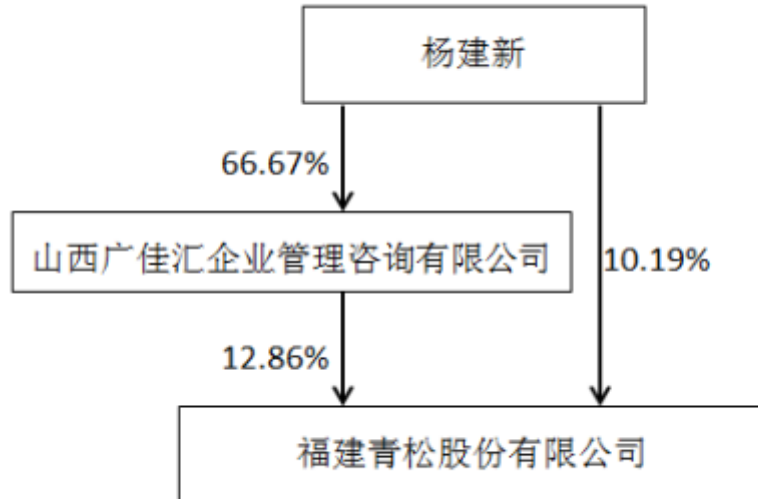 杨建新
66.67%
山西广佳汇企业管理咨询有限公司
10.19%
12.86%
福建青松股份有限公司